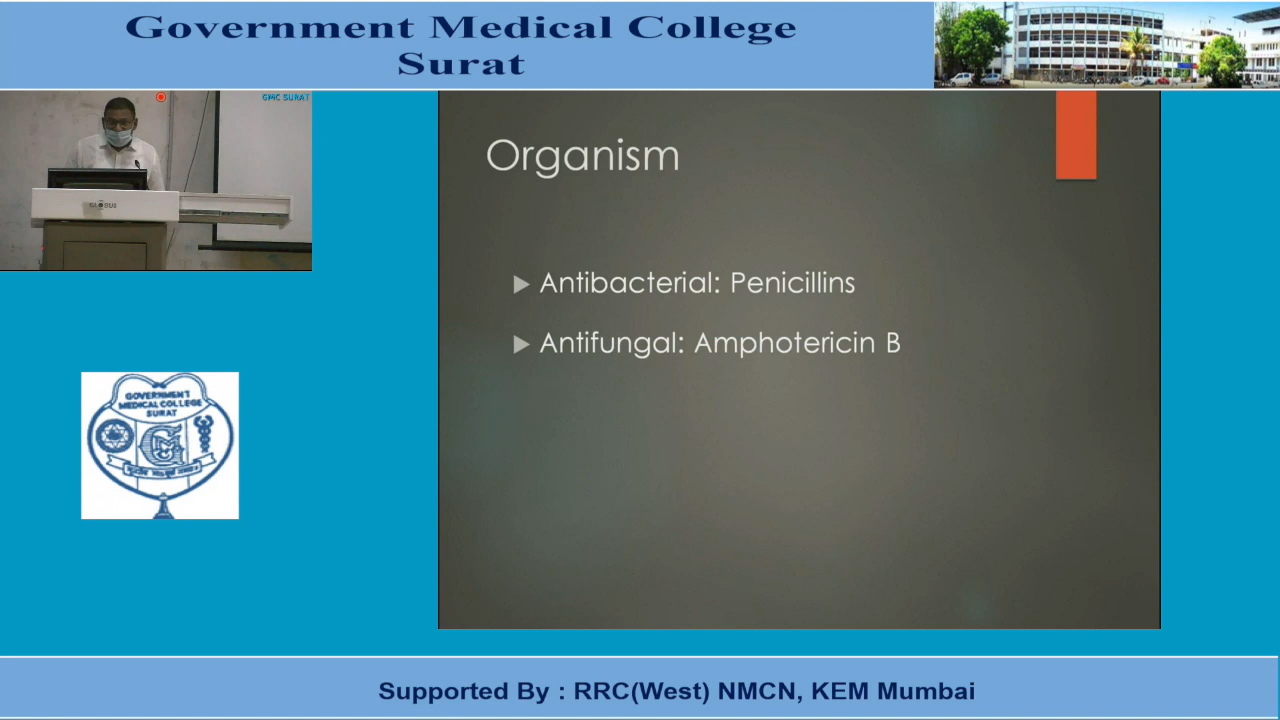 Government Medical College
Surat
GMC SURAT
GLOBUS
Organism
Antibacterial: Penicillins
Antifungal: Amphotericin B
GOVERNMENT
MEDICAL COLLEGE
SURAT
Supported By : RRC(West) NMCN, KEM Mumbai